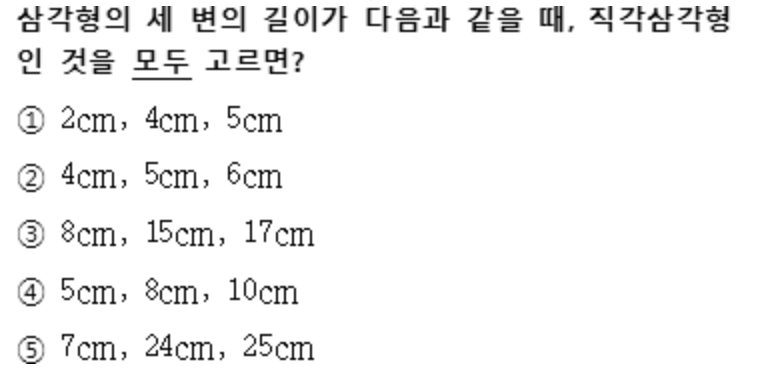 삼각형의 세 변의 길이가 다음과 같을 때, 직각삼각형
인 것을 모두 고르면?
① 2cm, 4cm, 5cm
② 4cm, 5cm, 6cm
③ 8cm, 15cm, 17cm
④ 5cm, 8cm, 10cm
⑤ 7cm, 24cm, 25cm